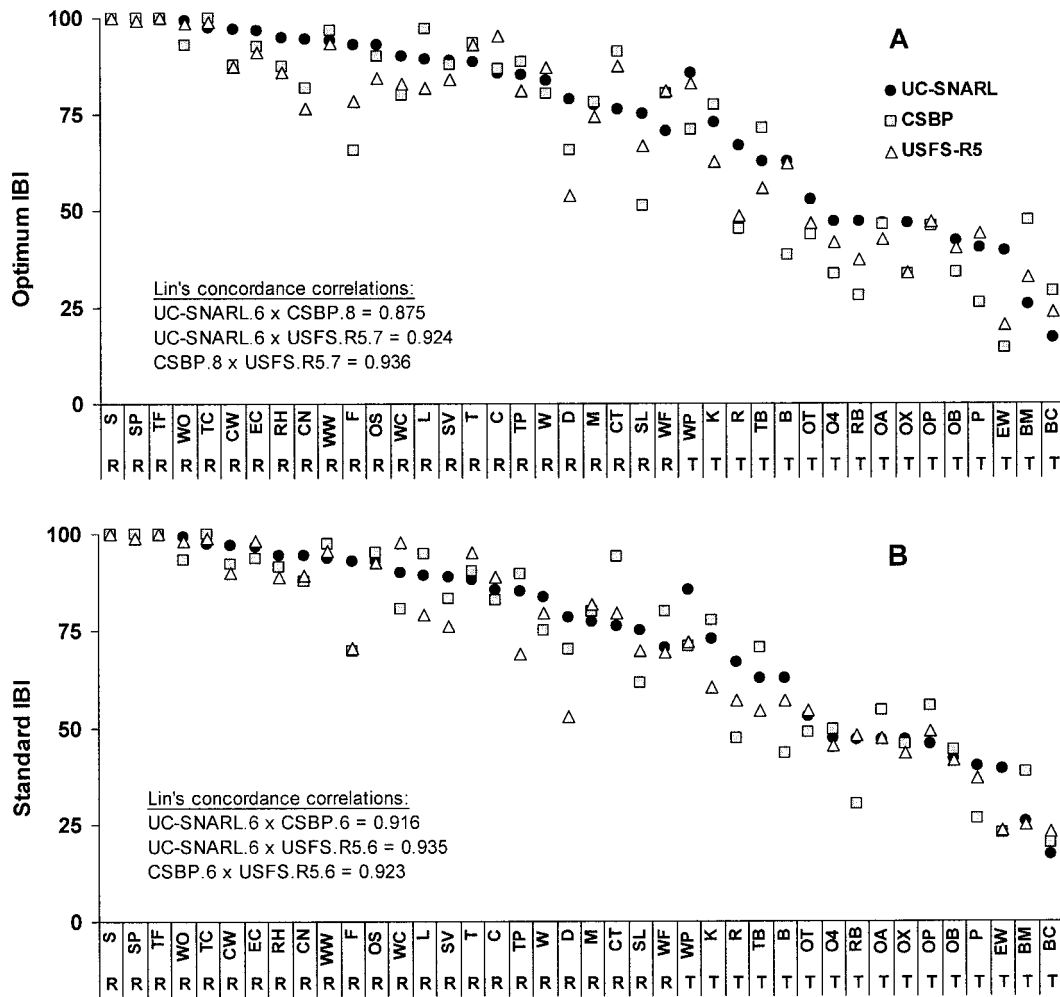 100
A
UC-SNARL
CSBP
USFS-R5
75
50
25
0
Optimum IBI
Lin's concordance correlations:
UC-SNARL.6 x CSBP.8 = 0.875
UC-SNARL.6 x USFS.R5.7 = 0.924
CSBP.8 x USFS.R5.7 = 0.936
S SP TF WO TC CW EC RH CN WW F OS WC L SV T C TP W D M CT SL WF WP K R TB B OT O4 RB OA OX OP OB P EW BM BC
R R R R R R R R R R R R R R R R R R R R R R R R T T T T T T T T T T T T T T T T
100
B
75
50
25
0
Standard IBI
Lin's concordance correlations:
UC-SNARL.6 x CSBP.6 = 0.916
UC-SNARL.6 x USFS.R5.6 = 0.935
CSBP.6 x USFS.R5.6 = 0.923
S SP TF WO TC CW EC RH CN WW F OS WC L SV T C TP W D M CT SL WF WP K R TB B OT O4 RB OA OX OP OB P EW BM BC
R R R R R R R R R R R R R R R R R R R R R R R R T T T T T T T T T T T T T T T T